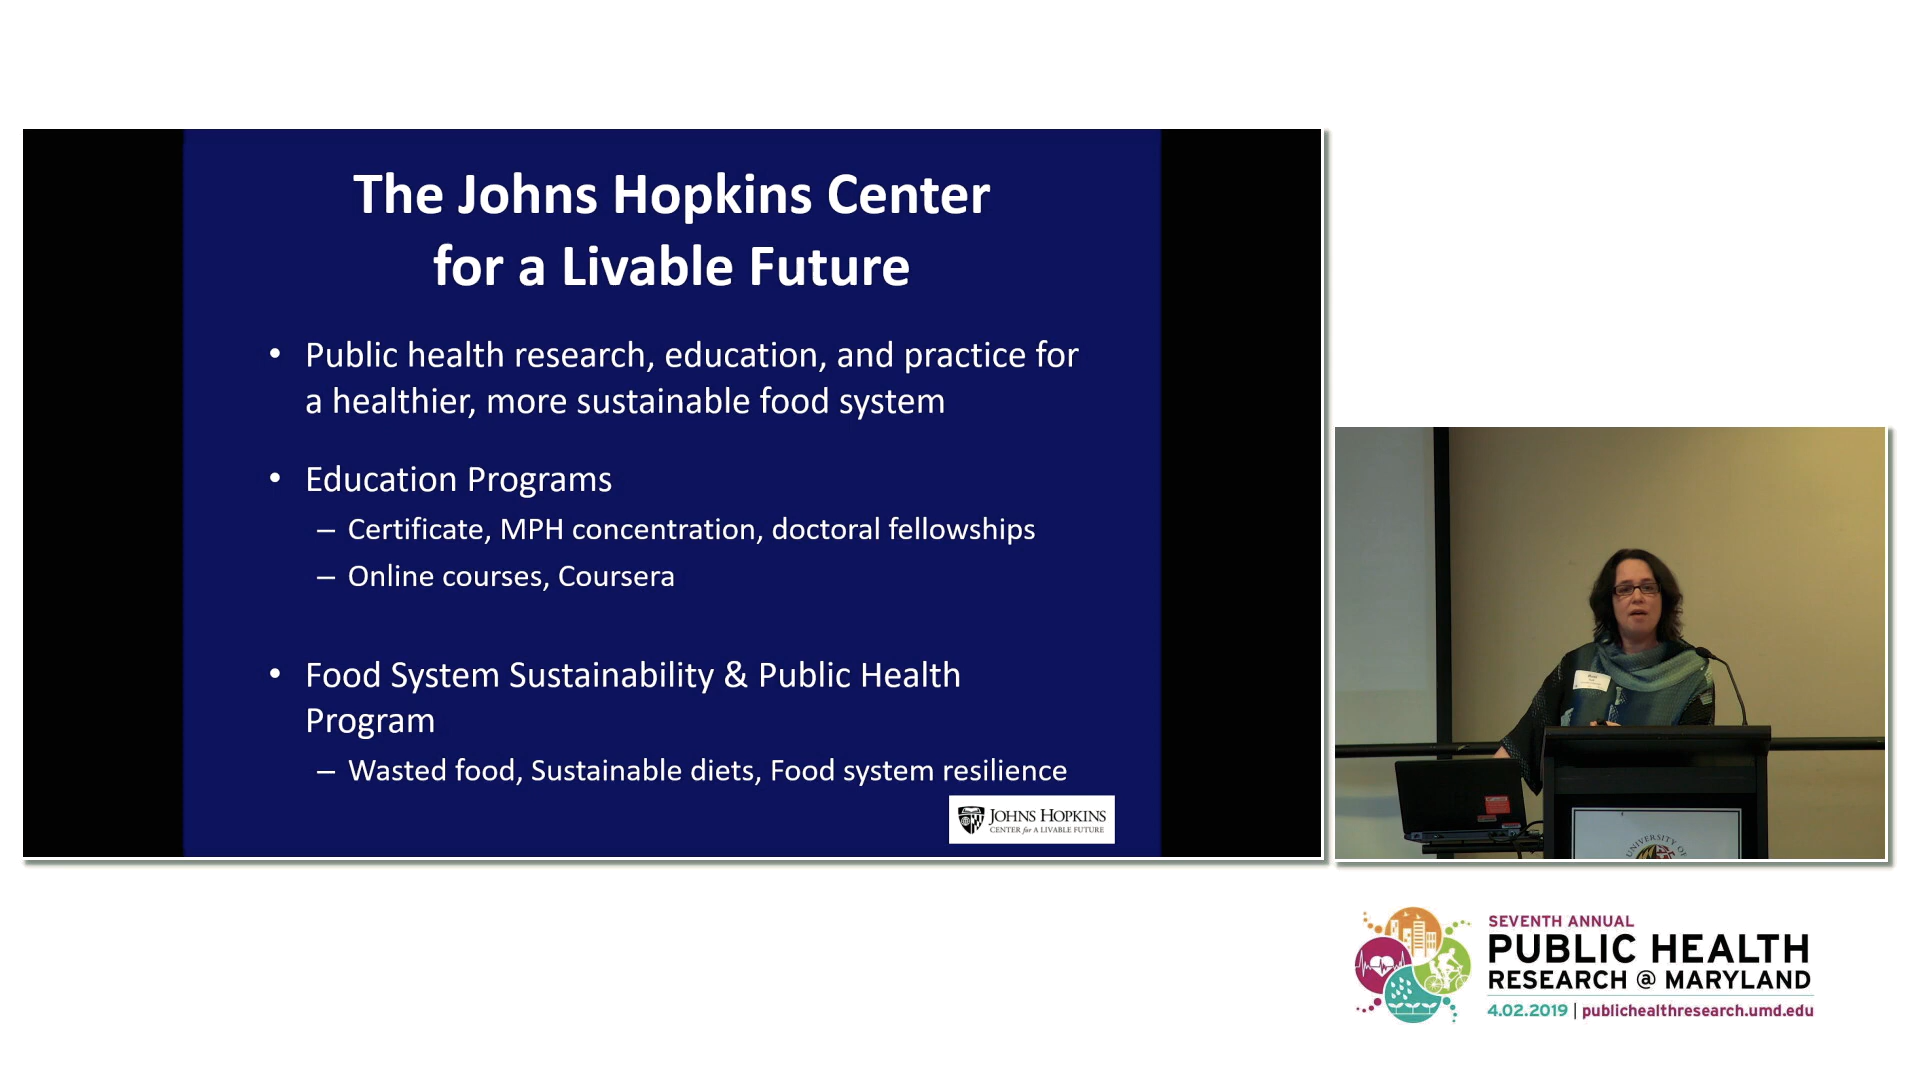 The Johns Hopkins Center
for a Livable Future
• Public health research, education, and practice for
a healthier, more sustainable food system
• Education Programs
– Certificate, MPH concentration, doctoral fellowships
– Online courses, Coursera
• Food System Sustainability & Public Health
Program
– Wasted food, Sustainable diets, Food system resilience
JOHNS HOPKINS
CENTER for A LIVABLE FUTURE
UNIVERSITY OF
SEVENTH ANNUAL
PUBLIC HEALTH
RESEARCH @ MARYLAND
4.02.2019 | publichealthresearch.umd.edu